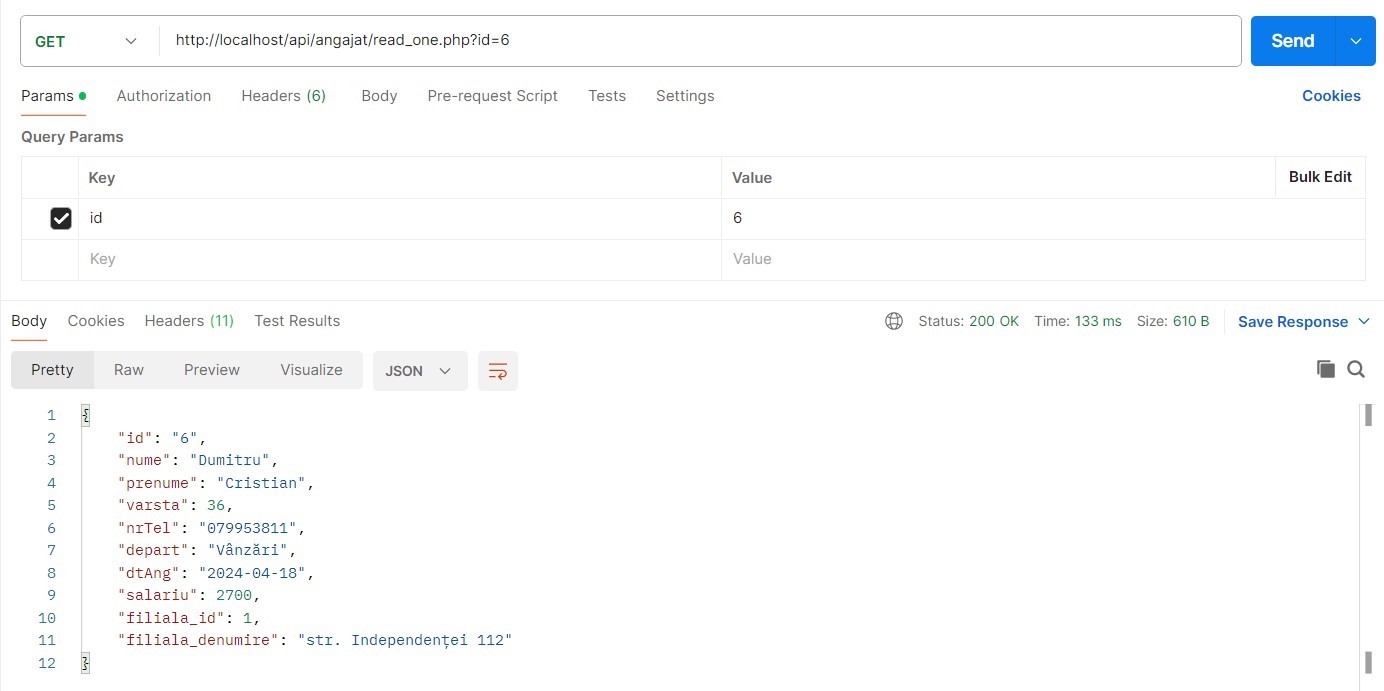 GET http://localhost/api/angajat/read_one.php?id=6 Send
Params Authorization Headers (6) Body Pre-request Script Tests Settings Cookies
Query Params
Key Value Bulk Edit
id 6
Key Value
Body Cookies Headers (11) Test Results Status: 200 OK Time: 133 ms Size: 610 B Save Response
Pretty Raw Preview Visualize JSON
1 {
2 "id": "6",
3 "nume": "Dumitru",
4 "prenume": "Cristian",
5 "varsta": 36,
6 "nrTel": "079953811",
7 "depart": "Vânzări",
8 "dtAng": "2024-04-18",
9 "salariu": 2700,
10 "filiala_id": 1,
11 "filiala_denumire": "str. Independenței 112"
12 }